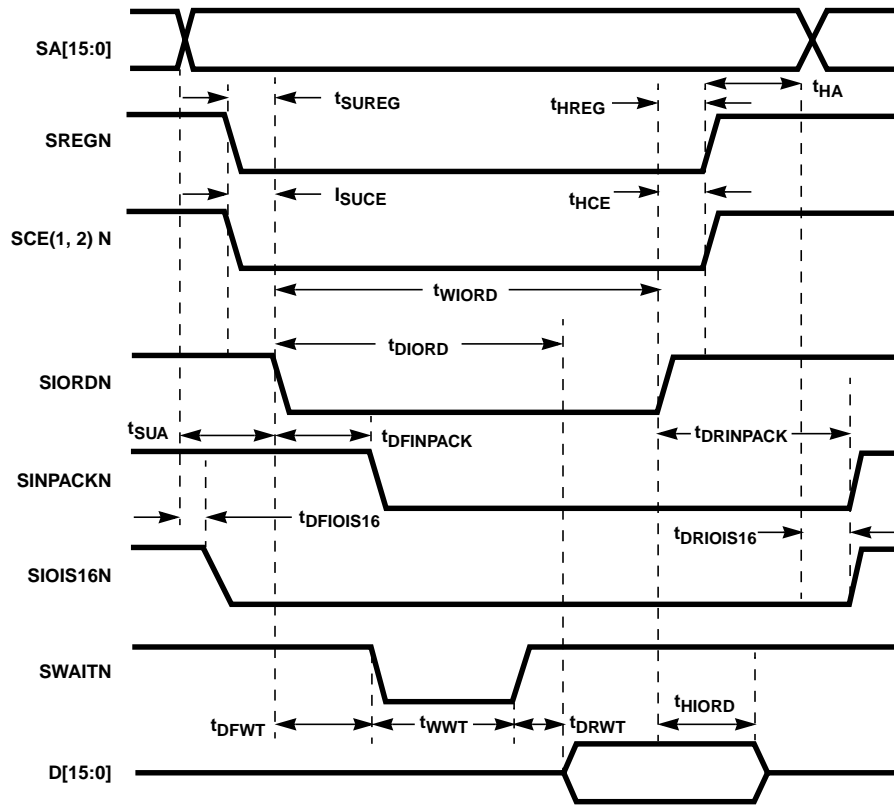 SA[15:0]
tHA
tSUREG
tHREG
SREGN
ISUCE
tHCE
SCE(1, 2) N
tWIORD
tDIORD
SIORDN
tSUA
tDFINPACK
tDRINPACK
SINPACKN
tDFIOIS16
tDRIOIS16
SIOIS16N
SWAITN
tHIORD
tDFWT
tWWT
tDRWT
D[15:0]